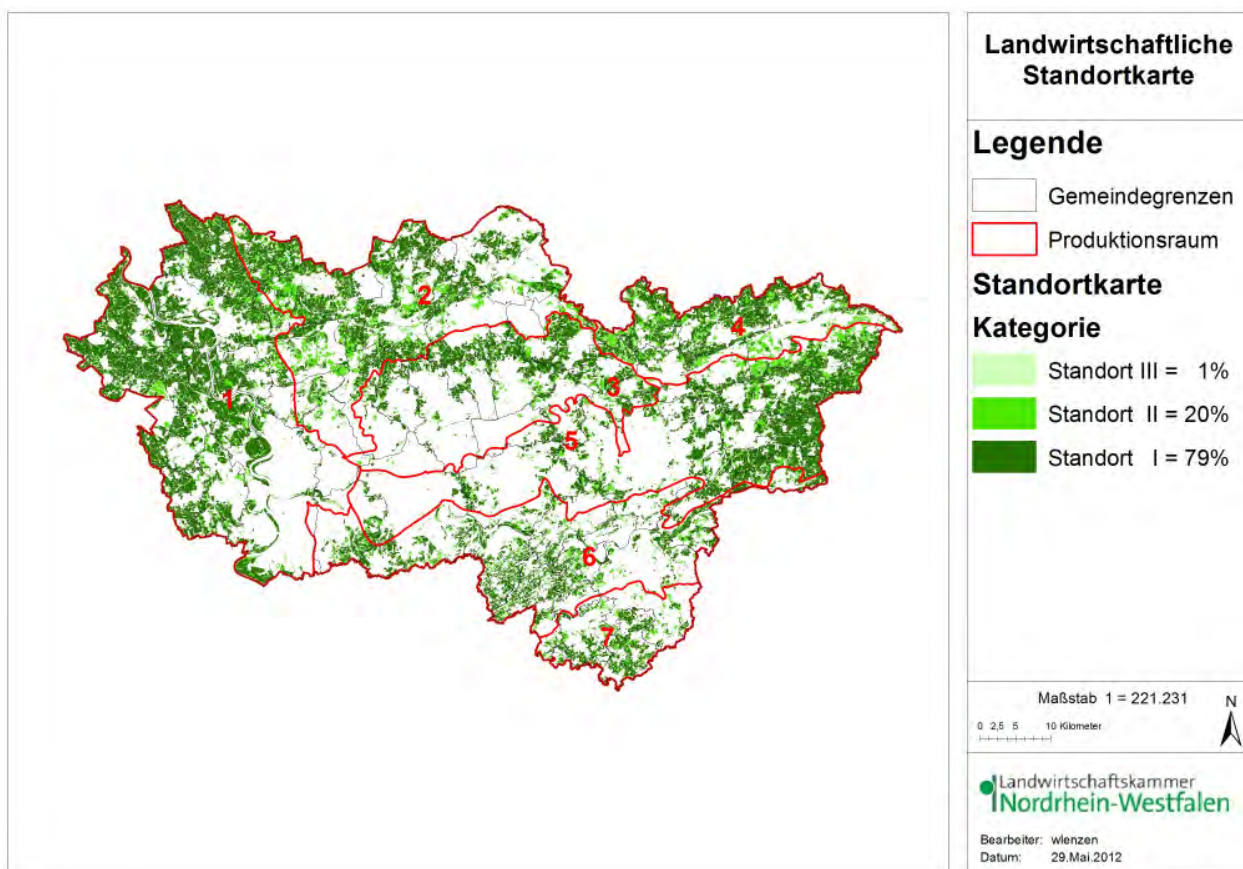 Landwirtschaftliche
Standortkarte
Legende
Gemeindegrenzen
Produktionsraum
Standortkarte
Kategorie
Standort III = 1%
Standort II = 20%
Standort I = 79%
1
2
3
4
5
6
7
Maßstab 1 = 221.231
N
0 2,5 5 10 Kilometer
Landwirtschaftskammer
Nordrhein-Westfalen
Bearbeiter: wlenzen
Datum: 29.Mai.2012